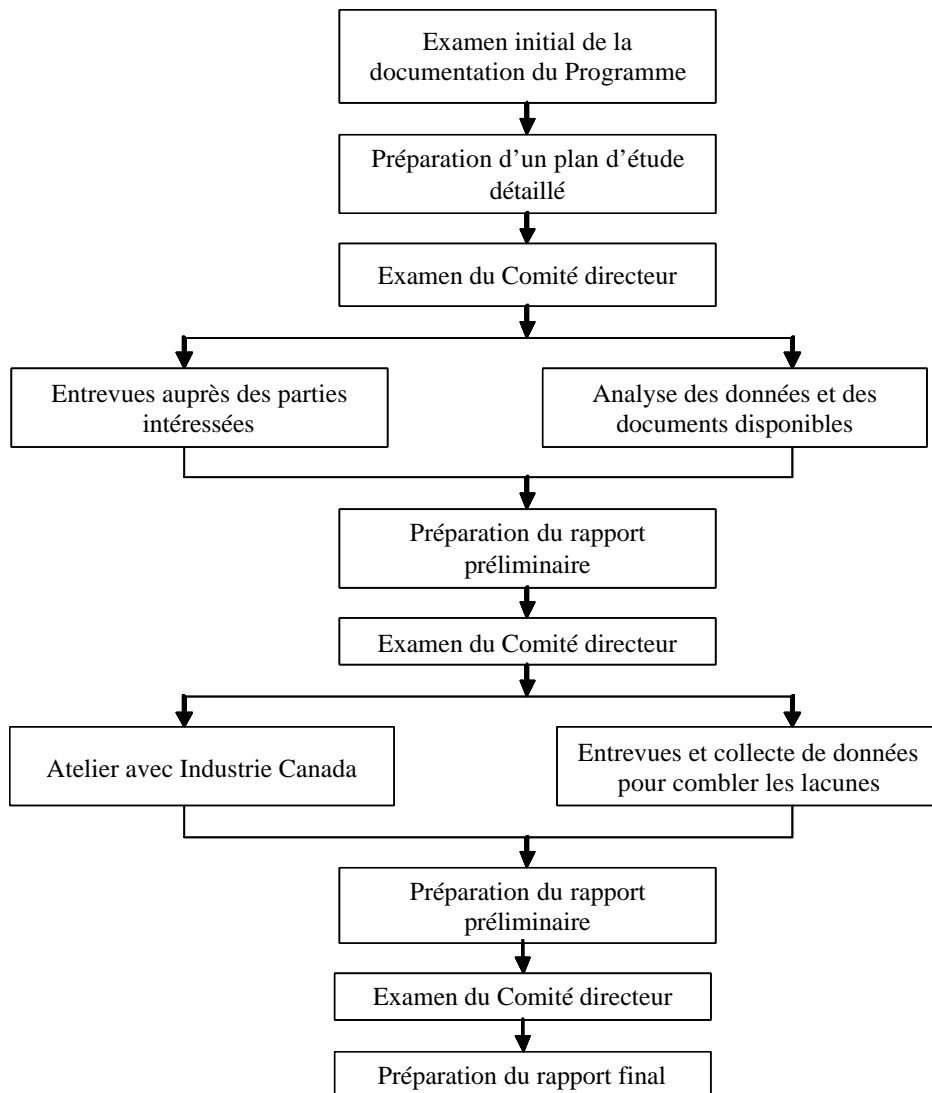 Examen initial de la
documentation du Programme
Préparation d’un plan d’étude
détaillé
Examen du Comité directeur
Entrevues auprès des parties
intéressées
Analyse des données et des
documents disponibles
Préparation du rapport
préliminaire
Examen du Comité directeur
Atelier avec Industrie Canada
Entrevues et collecte de données
pour combler les lacunes
Préparation du rapport
préliminaire
Examen du Comité directeur
Préparation du rapport final